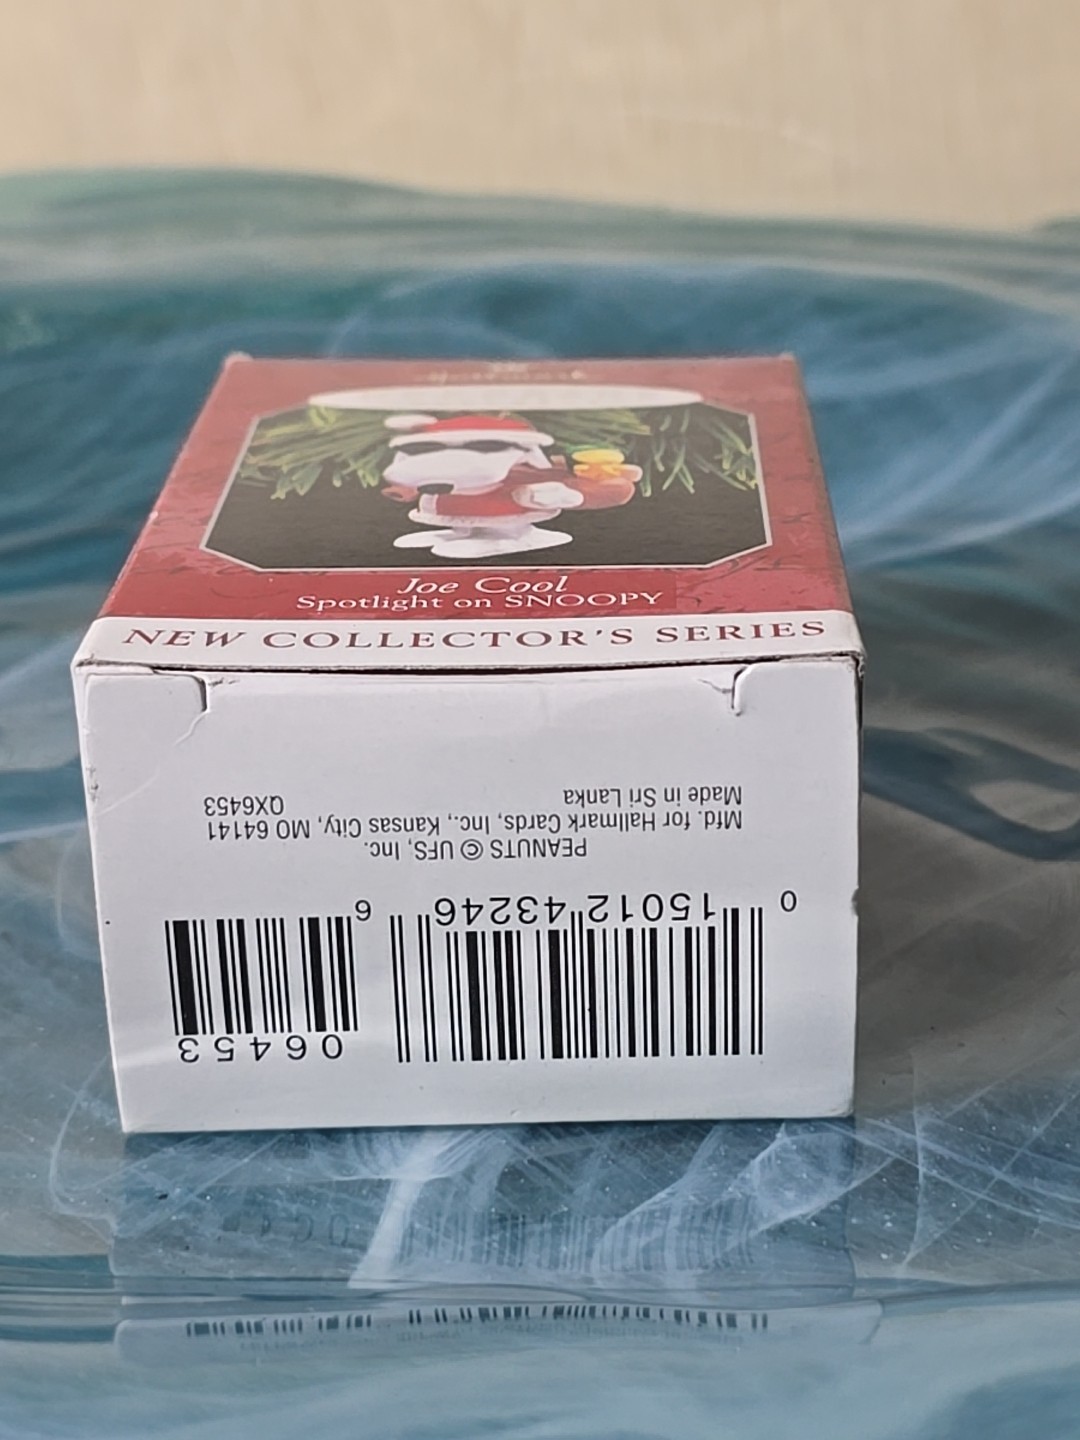 Joe Cool
Spotlight on SNOOPY
NEW COLLECTOR'S SERIES
0 15012 43246 6
06453
PEANUTS © UFS, Inc.
Mfd. for Hallmark Cards, Inc., Kansas City, MO 64141
Made in Sri Lanka QX6453